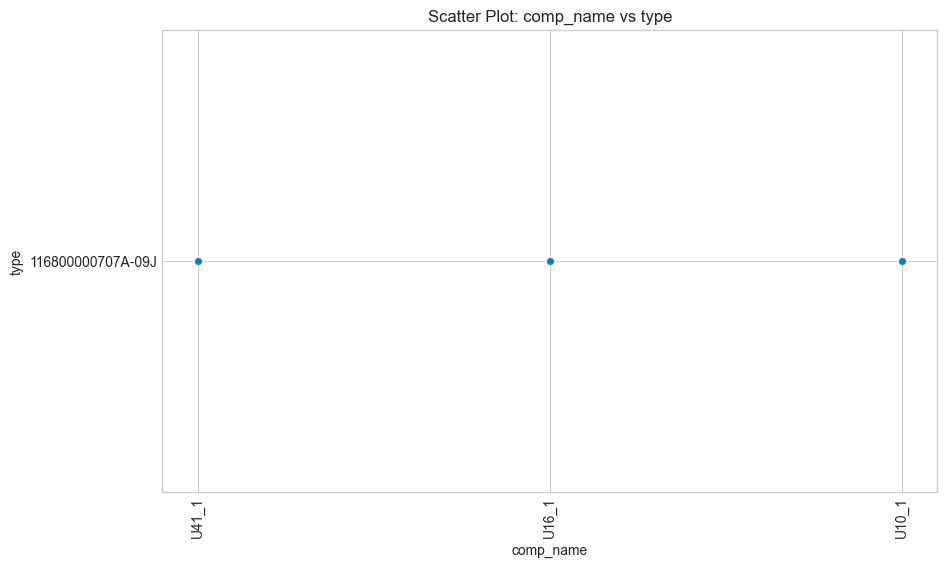 Scatter Plot: comp_name vs type
type
116800000707A-09J
U41_1
U16_1
U10_1
comp_name